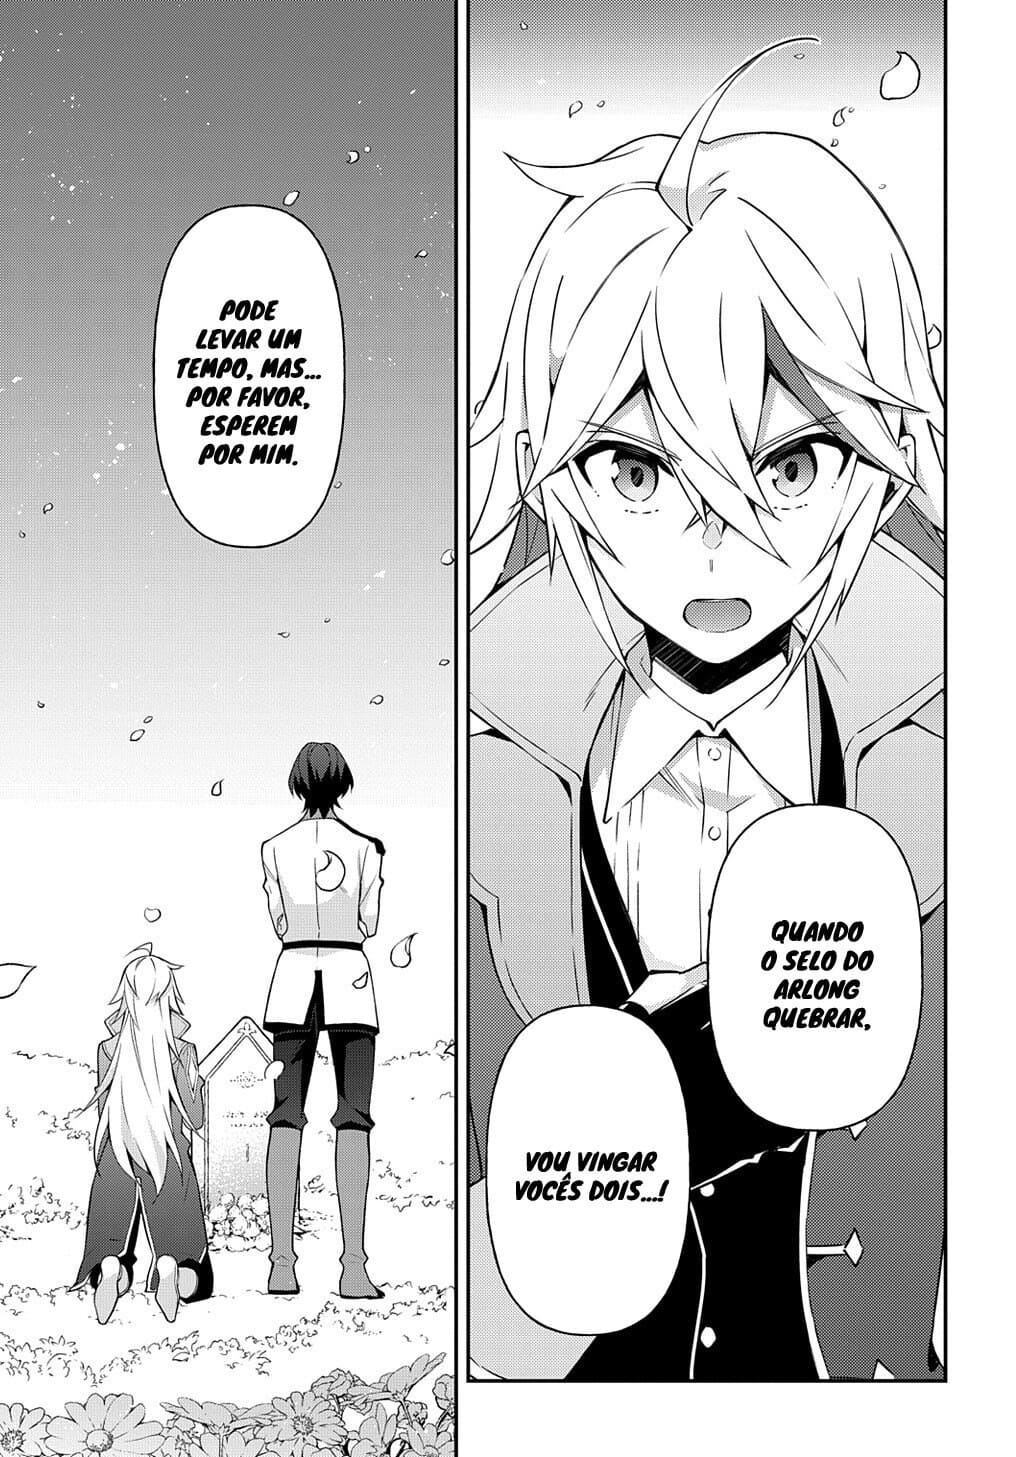 QUANDO
O SELO DO
ARLONG
QUEBRAR,
VOU VINGAR
VOCÊS DOIS...!
PODE
LEVAR UM
TEMPO, MAS...
POR FAVOR,
ESPEREM
POR MIM.